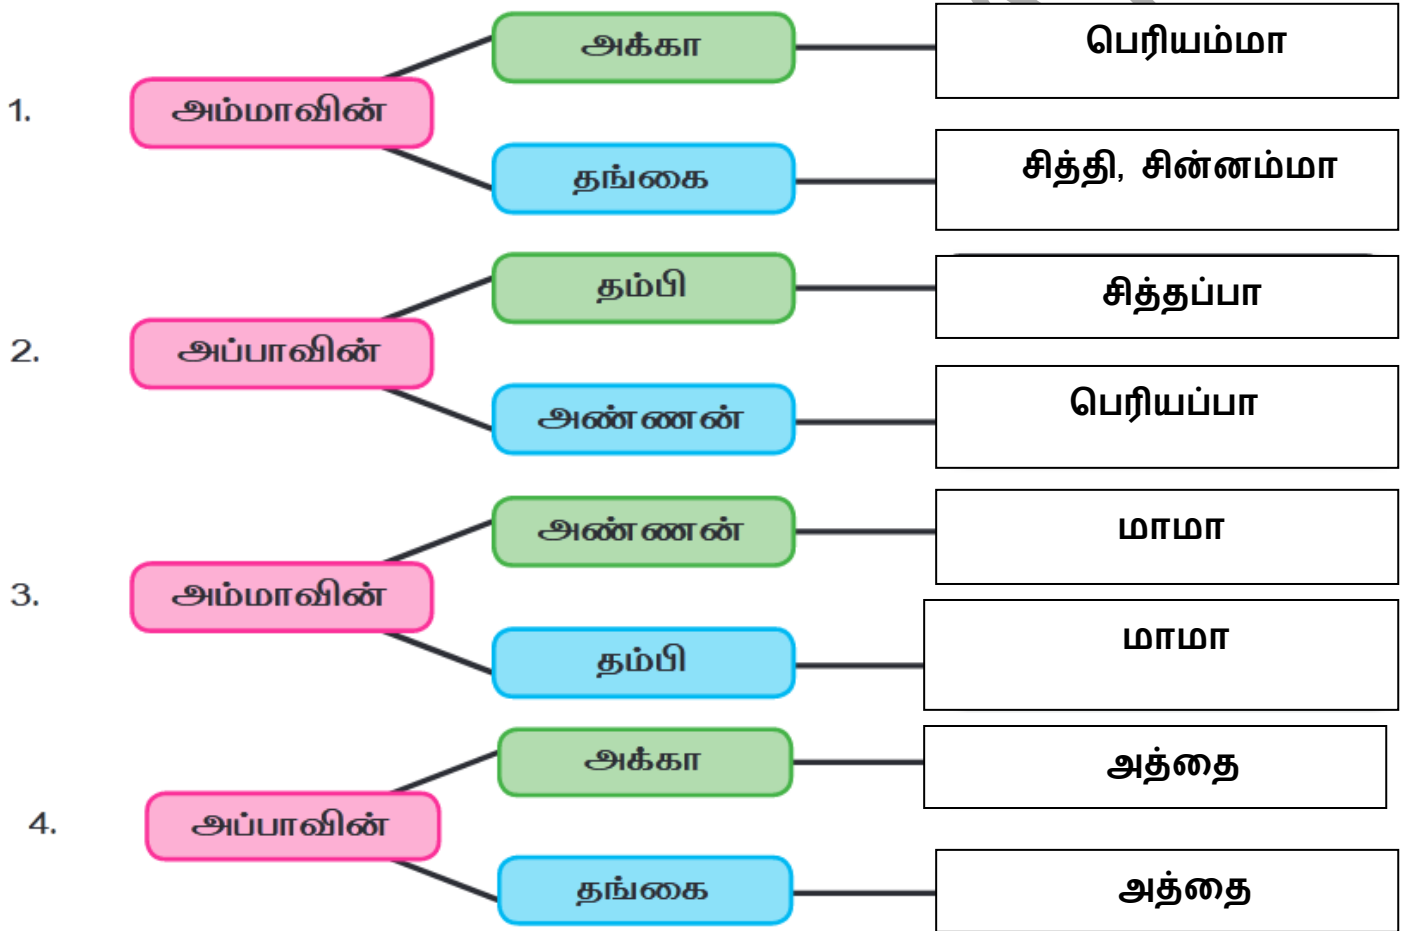 அக்கா பெரியம்மா
1. அம்மாவின்
தங்கை சித்தி, சின்னம்மா
தம்பி சித்தப்பா
2. அப்பாவின்
அண்ணன் பெரியப்பா
அண்ணன் மாமா
3. அம்மாவின்
தம்பி மாமா
அக்கா அத்தை
4. அப்பாவின்
தங்கை அத்தை